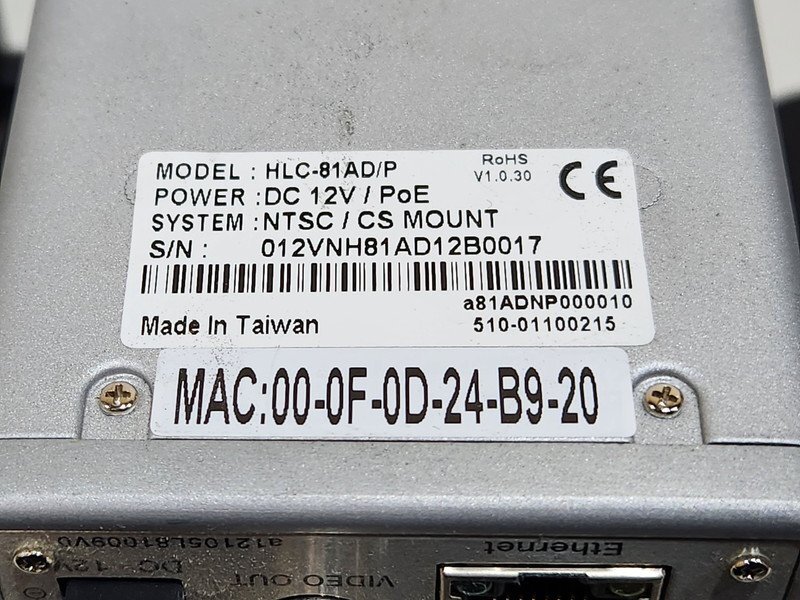 MODEL : HLC-81AD/P
RoHS
V1.0.30
CE
POWER : DC 12V / PoE
SYSTEM : NTSC / CS MOUNT
S/N : 012VNH81AD12B0017
a81ADNP000010
Made In Taiwan
510-01100215
MAC:00-0F-0D-24-B9-20
a12105L81009V0
Ethernet
DC 12V
VIDEO OUT